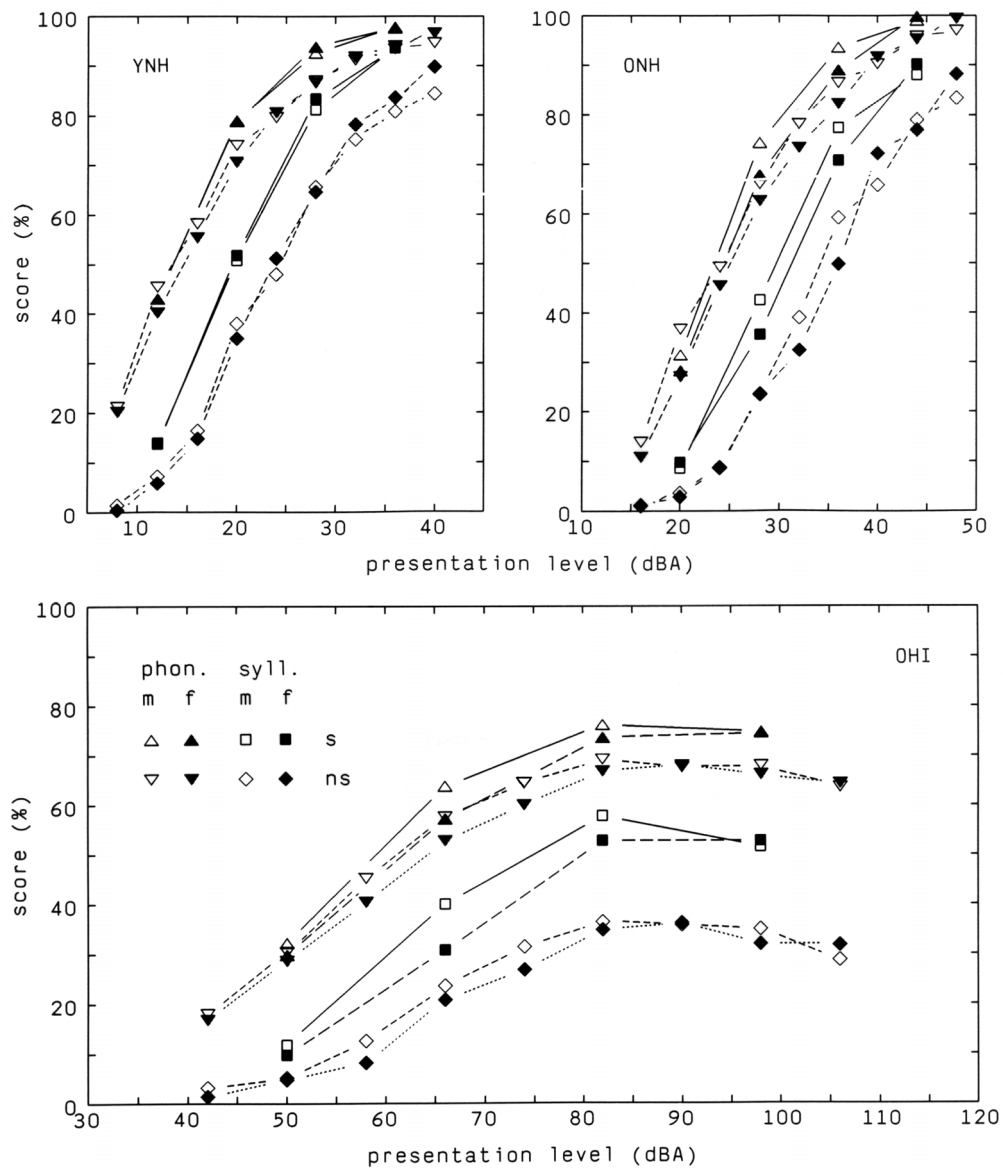 100
80
60
40
20
0
score (%)
YNH
10 20 30 40
100
80
60
40
20
0
ONH
10 20 30 40 50
presentation level (dBA)
100
80
60
40
20
0
score (%)
OHI
phon. syll.
m f m f
s
ns
30 40 50 60 70 80 90 100 110 120
presentation level (dBA)